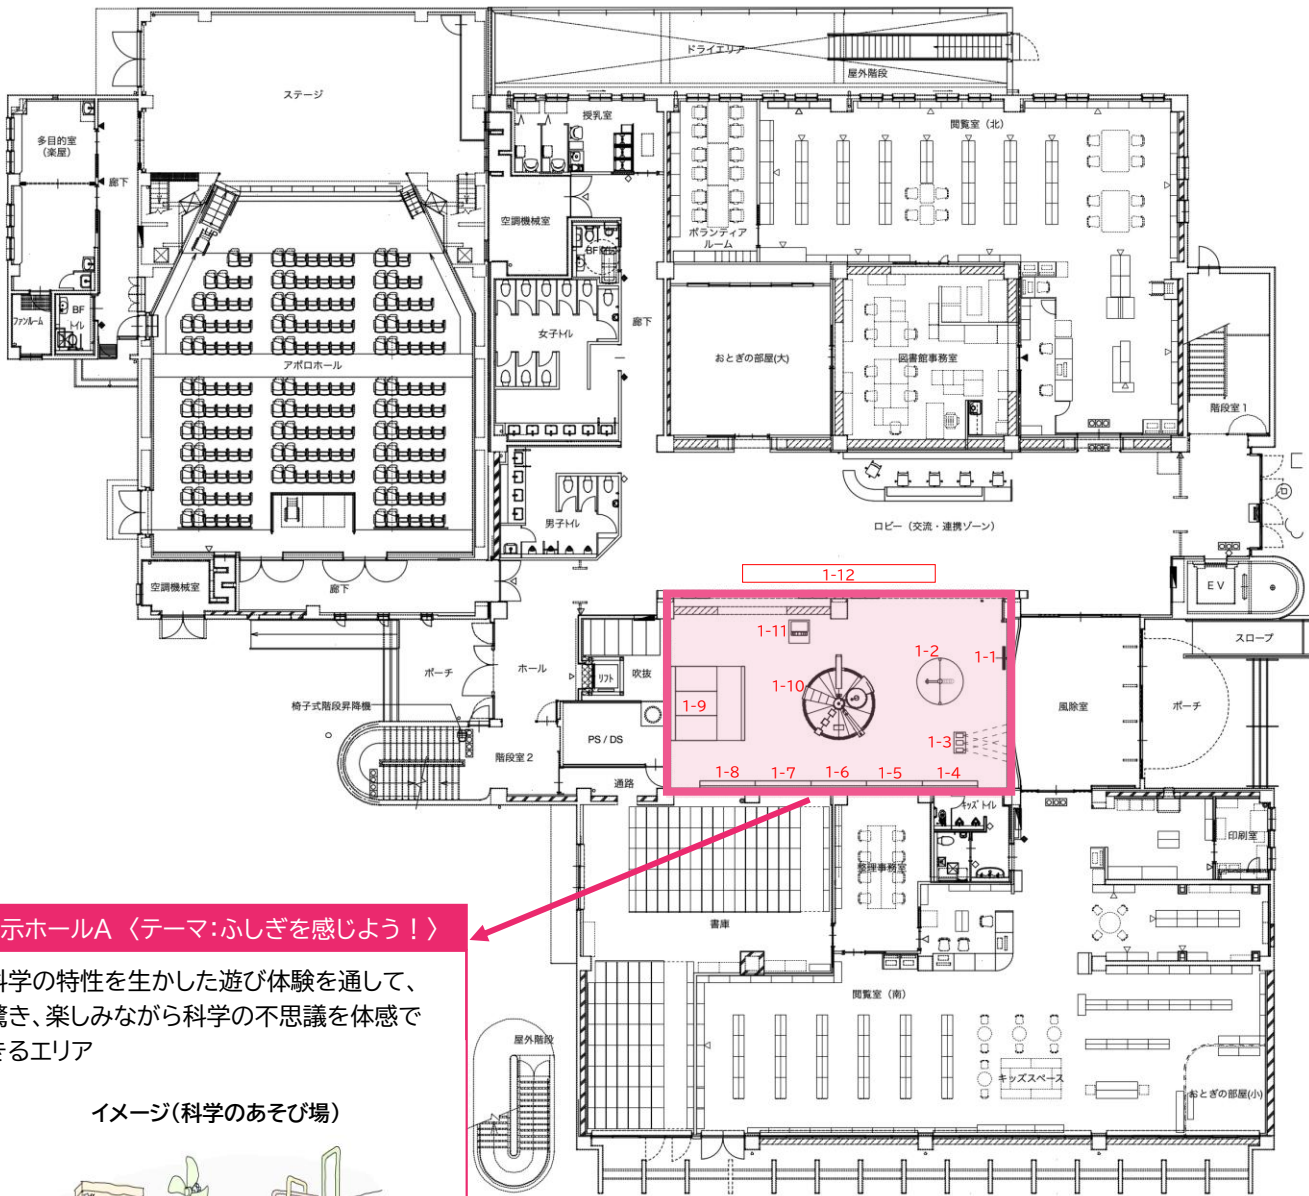 ドライエリア
屋外階段
ステージ
多目的室
(楽屋)
廊下
授乳室
閲覧室（北）
空調機械室
ボランティア
ルーム
UP
BF
ファンルーム
BF
トイレ
女子トイレ
廊下
おとぎの部屋(大)
図書館事務室
アポロホール
階段室1
男子トイレ
ロビー（交流・連携ゾーン）
空調機械室
廊下
EV
1-12
1-11
1-2
1-1
1-10
1-9
1-3
1-8
1-7
1-6
1-5
1-4
ポーチ
ホール
リフト
吹抜
風除室
スロープ
ポーチ
椅子式階段昇降機
PS / DS
階段室2
通路
キッズトイレ
印刷室
整理事務室
書庫
示ホールA〈テーマ：ふしぎを感じよう！〉
科学の特性を生かした遊び体験を通して、
驚き、楽しみながら科学の不思議を体感で
きるエリア
イメージ（科学のあそび場）
閲覧室（南）
屋外階段
キッズスペース
おとぎの部屋(小)